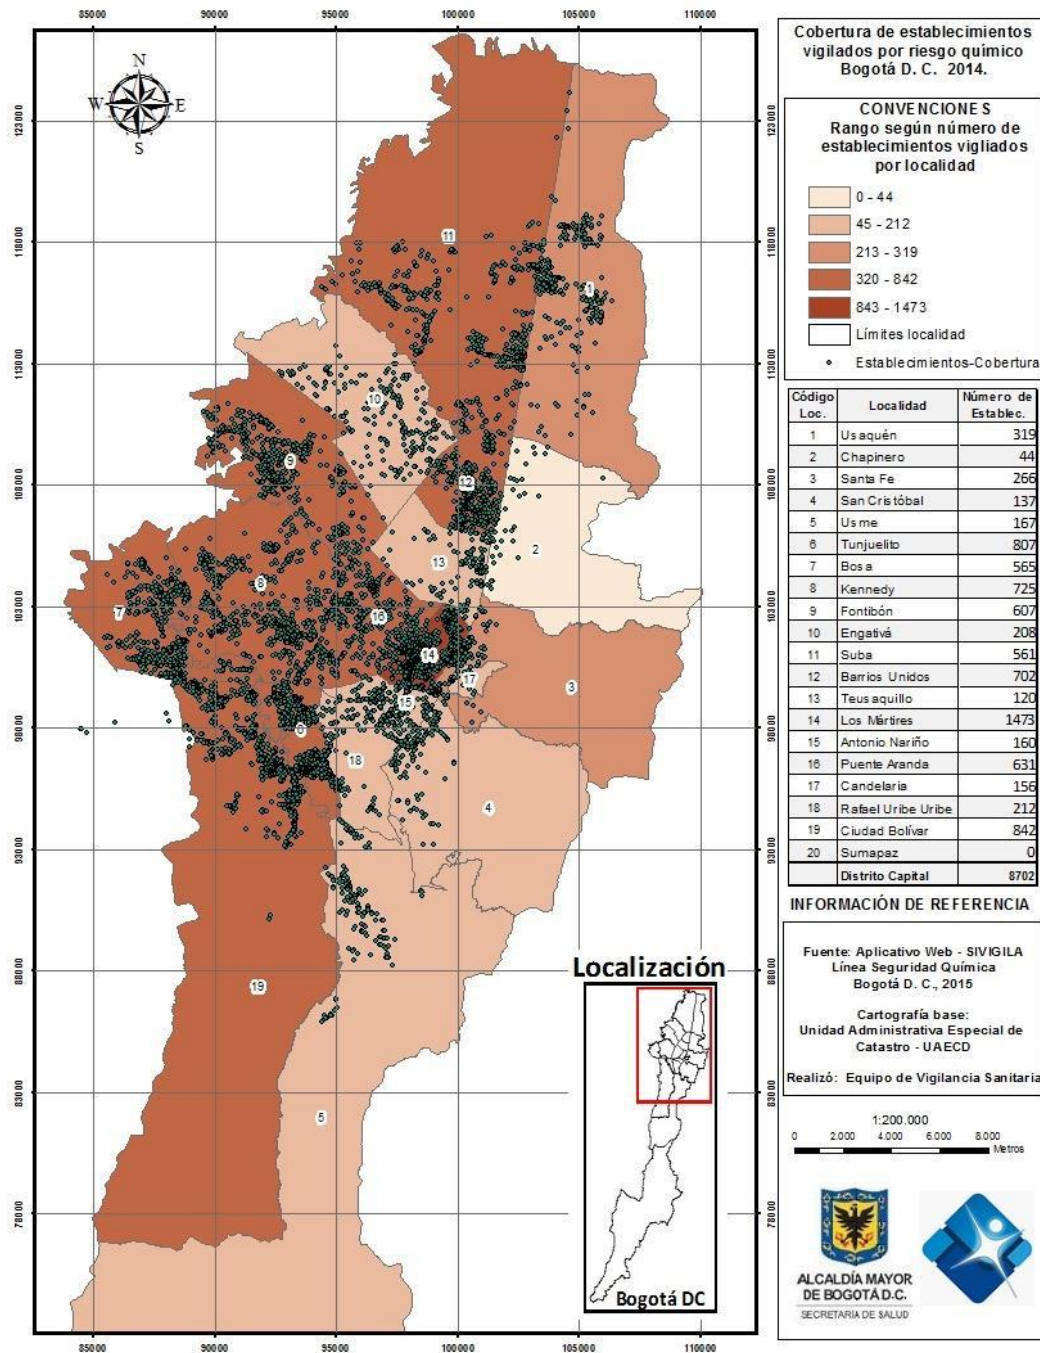 85000 90000 95000 100000 105000 110000
N
W E
S
123000
118000
113000
108000
103000
98000
93000
88000
83000
78000
11
1
10
9
12
2
13
8
7
16
14
17
3
15
6
18
4
19
5
Localización
Bogotá DC
85000 90000 95000 100000 105000 110000
Cobertura de establecimientos
vigilados por riesgo químico
Bogotá D. C. 2014.
CONVENCIONES
Rango según número de
establecimientos vigliados
por localidad
0 - 44
45 - 212
213 - 319
320 - 842
843 - 1473
Límites localidad
Establecimientos-Cobertura
Código Loc. Localidad Número de Establec.
1 Usaquén 319
2 Chapinero 44
3 Santa Fe 266
4 San Cristóbal 137
5 Usme 167
6 Tunjuelito 807
7 Bosa 565
8 Kennedy 725
9 Fontibón 607
10 Engativá 208
11 Suba 561
12 Barrios Unidos 702
13 Teusaquillo 120
14 Los Mártires 1473
15 Antonio Nariño 160
16 Puente Aranda 631
17 Candelaria 156
18 Rafael Uribe Uribe 212
19 Ciudad Bolívar 842
20 Sumapaz 0
Distrito Capital 8702
INFORMACIÓN DE REFERENCIA
Fuente: Aplicativo Web - SIVIGILA
Línea Seguridad Química
Bogotá D. C., 2015
Cartografía base:
Unidad Administrativa Especial de
Catastro - UAECD
Realizó: Equipo de Vigilancia Sanitaria
1:200.000
0 2.000 4.000 6.000 8.000
Metros
ALCALDÍA MAYOR
DE BOGOTÁ D.C.
SECRETARÍA DE SALUD